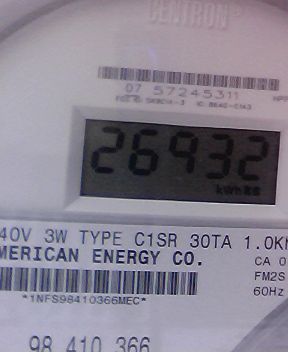 CENTRON®
07 57245311
26932
kWhRS
40V 3W TYPE C1SR 30TA 1.0K
MERICAN ENERGY CO.
CA 0
FM2S
60Hz
*1NFS98410366MEC*
98 410 366